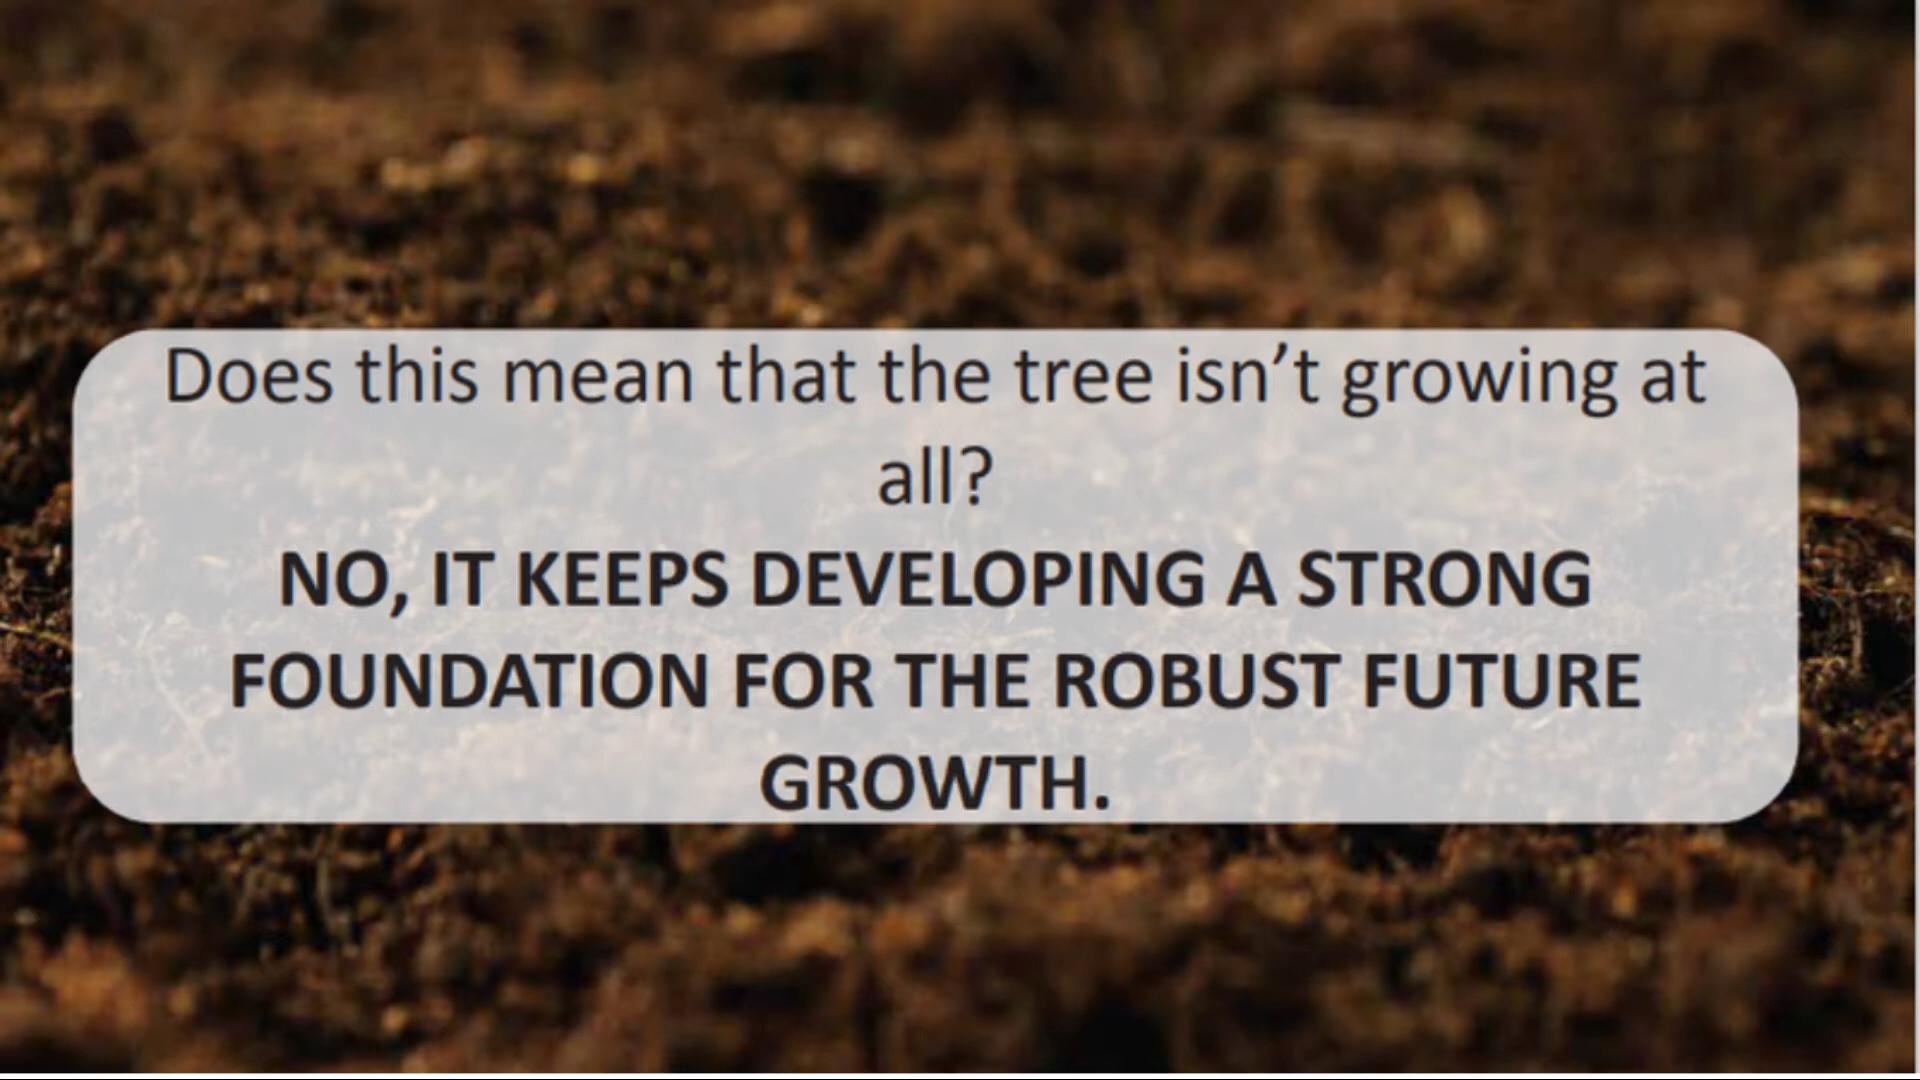 Does this mean that the tree isn’t growing at
all?
NO, IT KEEPS DEVELOPING A STRONG
FOUNDATION FOR THE ROBUST FUTURE
GROWTH.